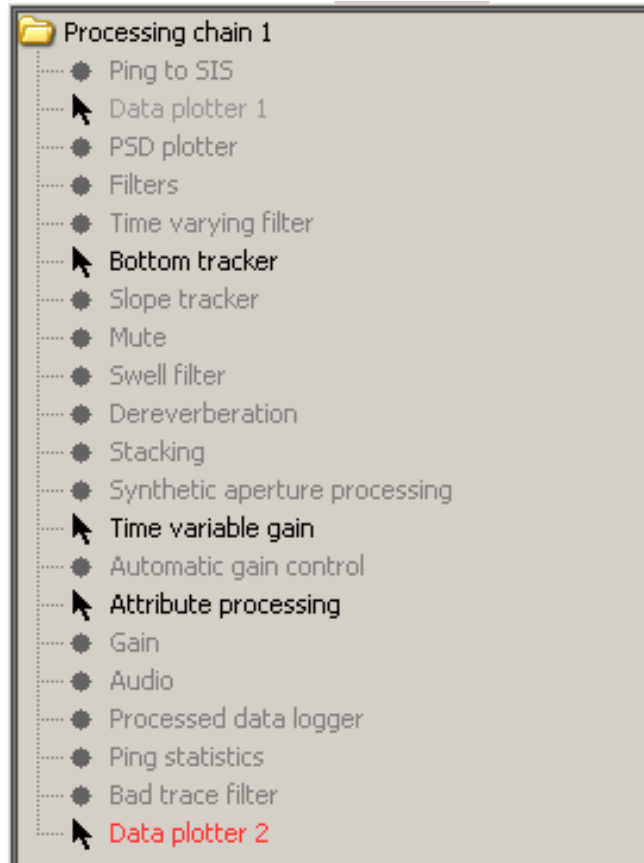 Processing chain 1
Ping to SIS
Data plotter 1
PSD plotter
Filters
Time varying filter
Bottom tracker
Slope tracker
Mute
Swell filter
Dereverberation
Stacking
Synthetic aperture processing
Time variable gain
Automatic gain control
Attribute processing
Gain
Audio
Processed data logger
Ping statistics
Bad trace filter
Data plotter 2